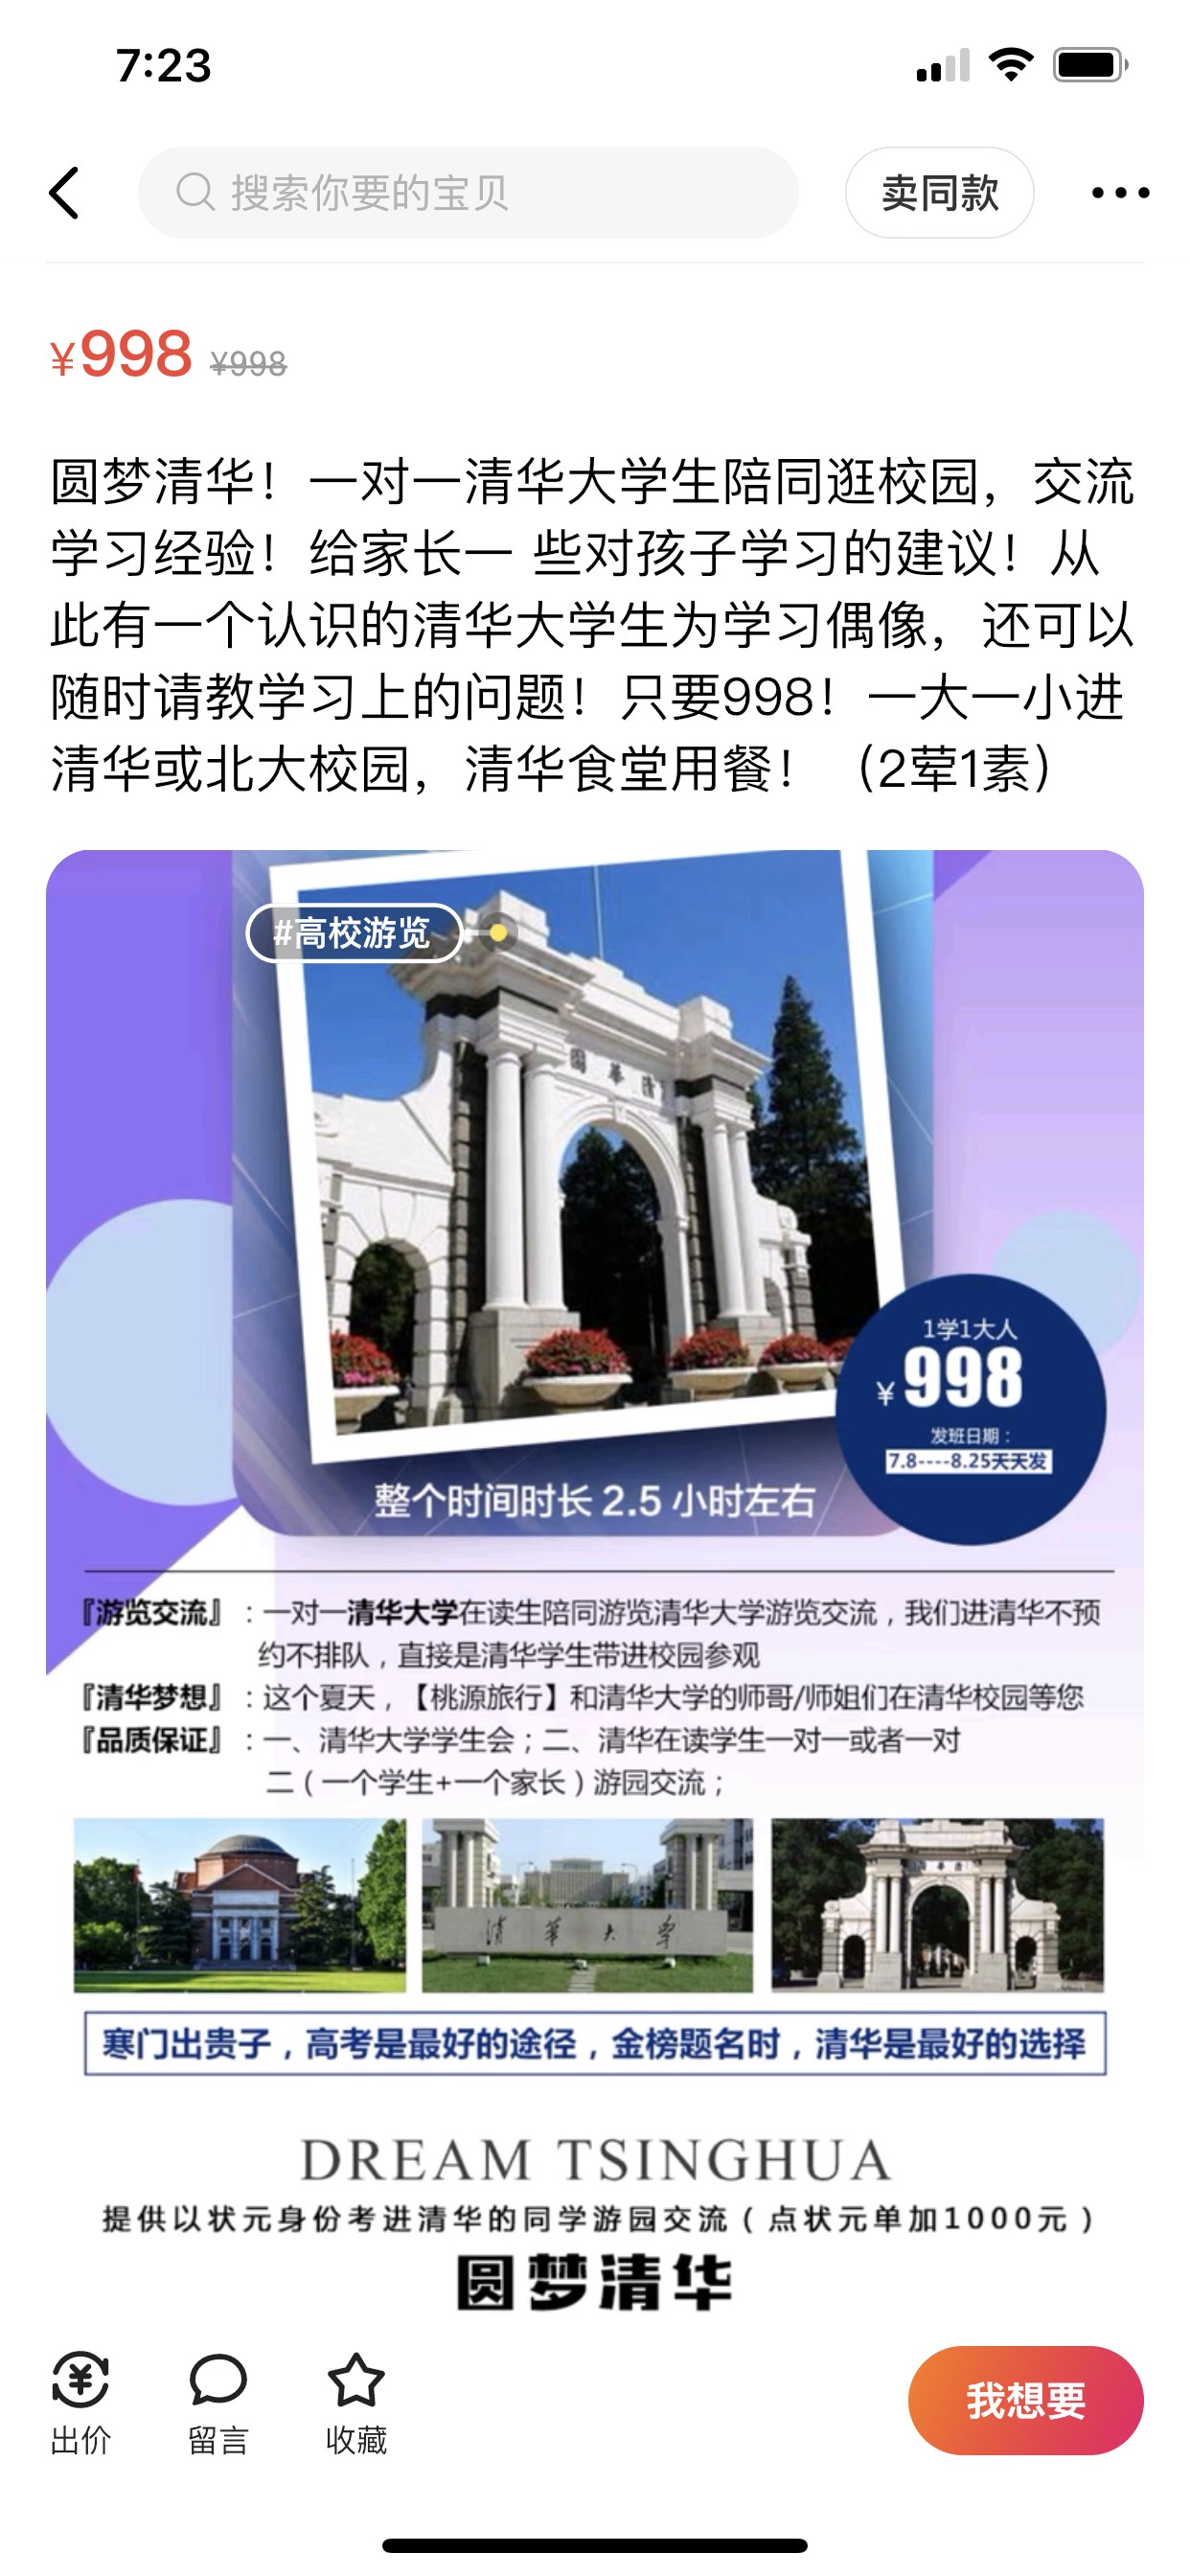 7:23
搜索你要的宝贝
卖同款
¥998 ¥998
圆梦清华！一对一清华大学生陪同逛校园，交流
学习经验！给家长一 些对孩子学习的建议！从
此有一个认识的清华大学生为学习偶像，还可以
随时请教学习上的问题！只要998！一大一小进
清华或北大校园，清华食堂用餐！（2荤1素）
#高校游览
園華清
1学1大人
¥998
发班日期：
7.8----8.25天天发
整个时间时长 2.5 小时左右
『游览交流』：一对一清华大学在读生陪同游览清华大学游览交流，我们进清华不预
约不排队，直接是清华学生带进校园参观
『清华梦想』：这个夏天，【桃源旅行】和清华大学的师哥/师姐们在清华校园等您
『品质保证』：一、清华大学学生会；二、清华在读学生一对一或者一对
二（一个学生+一个家长）游园交流；
清華大学
寒门出贵子，高考是最好的途径，金榜题名时，清华是最好的选择
DREAM TSINGHUA
提供以状元身份考进清华的同学游园交流（点状元单加1000元）
圆梦清华
出价
留言
收藏
我想要